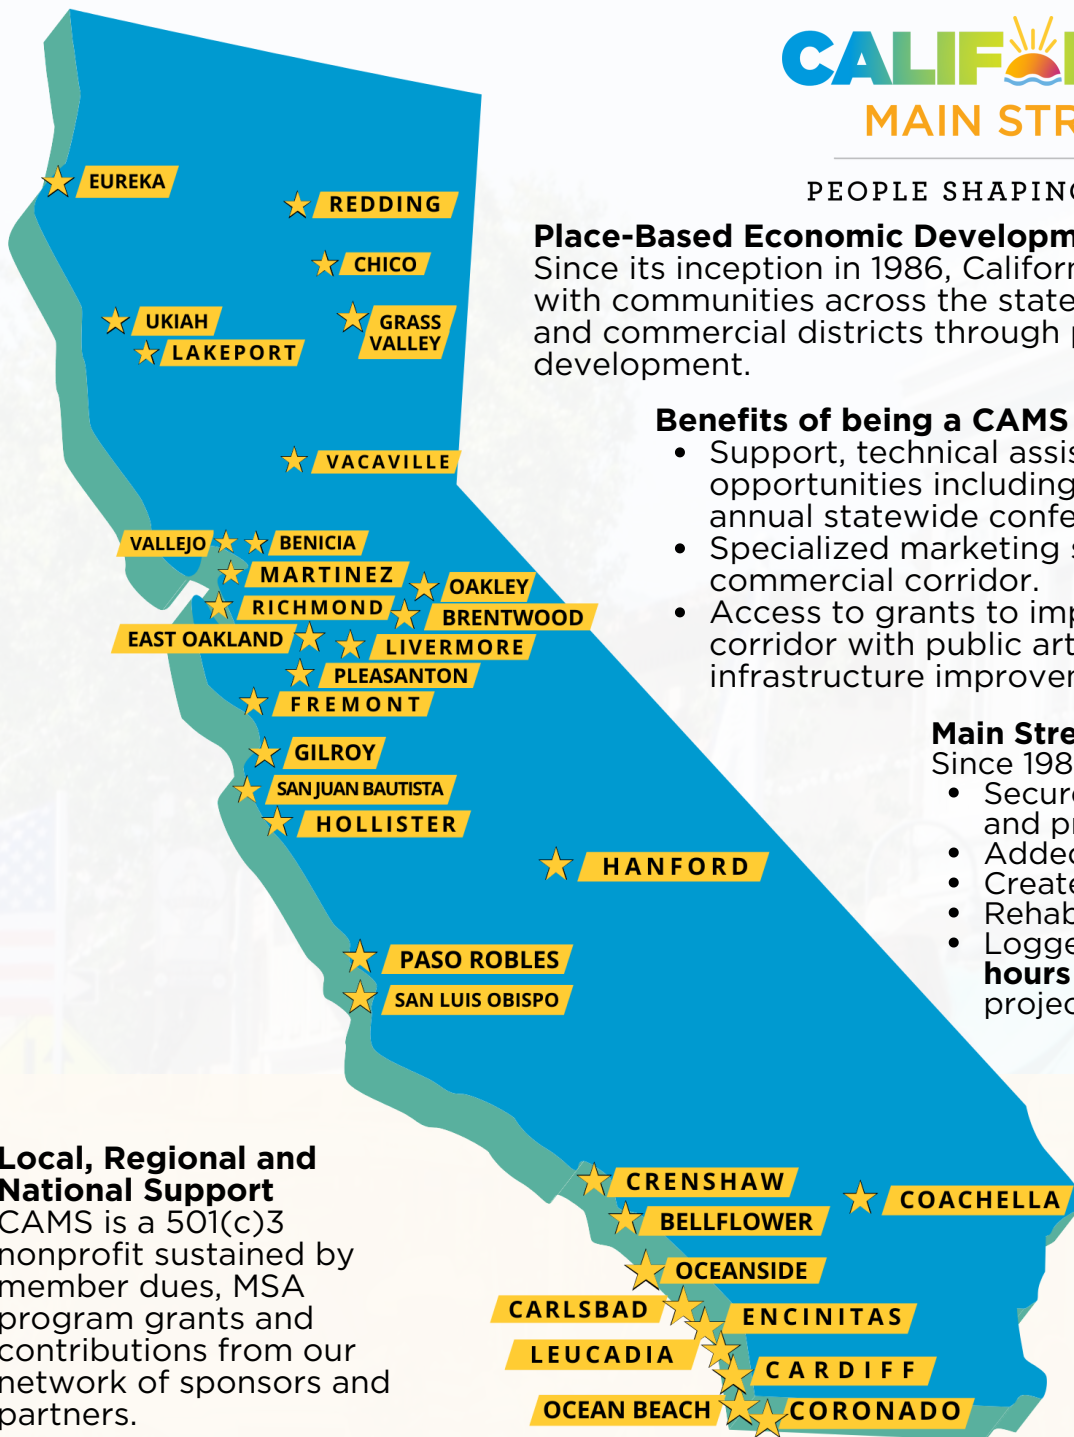 CALIF
MAIN STR
PEOPLE SHAPING
Place-Based Economic Developm
Since its inception in 1986, Califor
with communities across the state
and commercial districts through p
development.
Benefits of being a CAMS
• Support, technical assis
opportunities including
annual statewide confe
• Specialized marketing s
commercial corridor.
• Access to grants to imp
corridor with public art
infrastructure improve
Main Stre
Since 198
• Secur
and pr
• Added
• Create
• Rehab
• Logge
hours
projec
EUREKA
REDDING
CHICO
UKIAH
GRASS
VALLEY
LAKEPORT
VACAVILLE
VALLEJO
BENICIA
MARTINEZ
OAKLEY
RICHMOND
BRENTWOOD
EAST OAKLAND
LIVERMORE
PLEASANTON
FREMONT
GILROY
SAN JUAN BAUTISTA
HOLLISTER
HANFORD
PASO ROBLES
SAN LUIS OBISPO
CRENSHAW
COACHELLA
BELLFLOWER
OCEANSIDE
CARLSBAD
ENCINITAS
LEUCADIA
CARDIFF
OCEAN BEACH
CORONADO
Local, Regional and
National Support
CAMS is a 501(c)3
nonprofit sustained by
member dues, MSA
program grants and
contributions from our
network of sponsors and
partners.